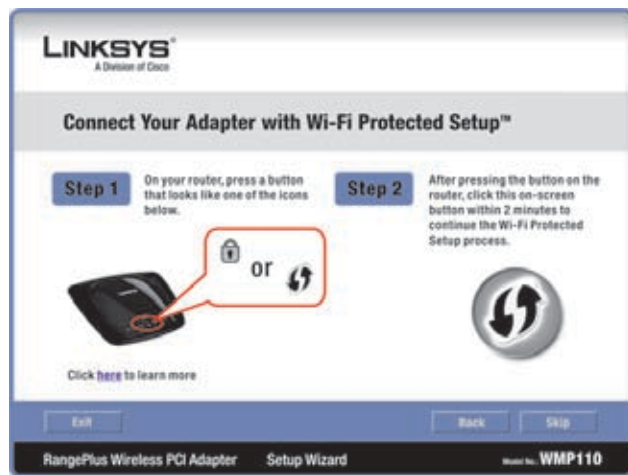 LINKSYS®
A Division of Cisco
Connect Your Adapter with Wi-Fi Protected Setup™
Step 1
On your router, press a button
that looks like one of the icons
below.
or
Click here to learn more
Step 2
After pressing the button on the
router, click this on-screen
button within 2 minutes to
continue the Wi-Fi Protected
Setup process.
Exit
Back
Skip
RangePlus Wireless PCI Adapter
Setup Wizard
Model No. WMP110